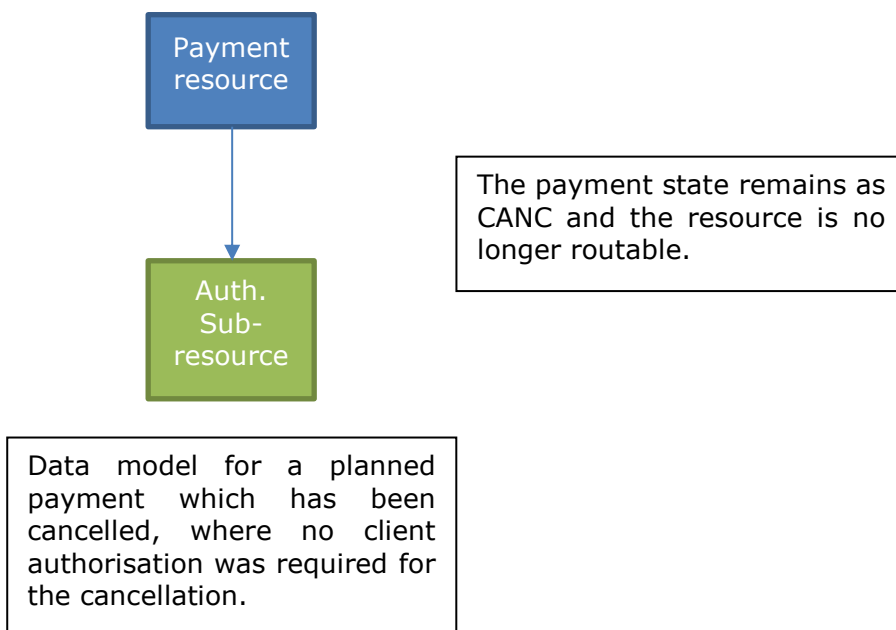 Payment
resource
The payment state remains as
CANC and the resource is no
longer routable.
Auth.
Sub-
resource
Data model for a planned
payment which has been
cancelled, where no client
authorisation was required for
the cancellation.